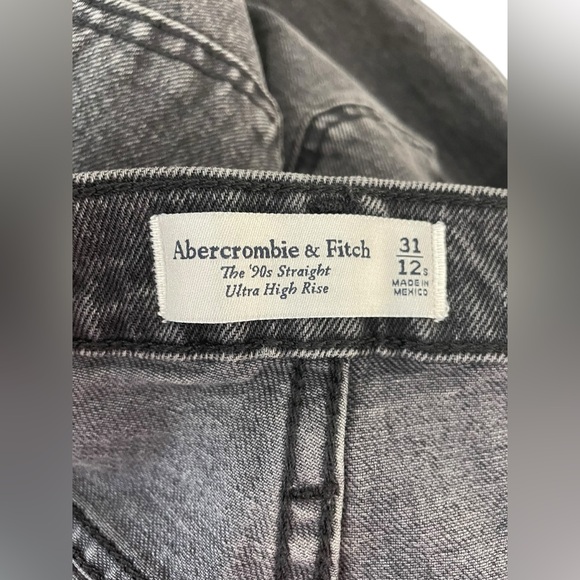 Abercrombie & Fitch
The '90s Straight
Ultra High Rise
31
12s
MADE IN
MEXICO